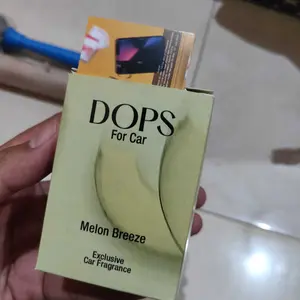 DOPS
For Car
Melon Breeze
Exclusive
Car Fragrance